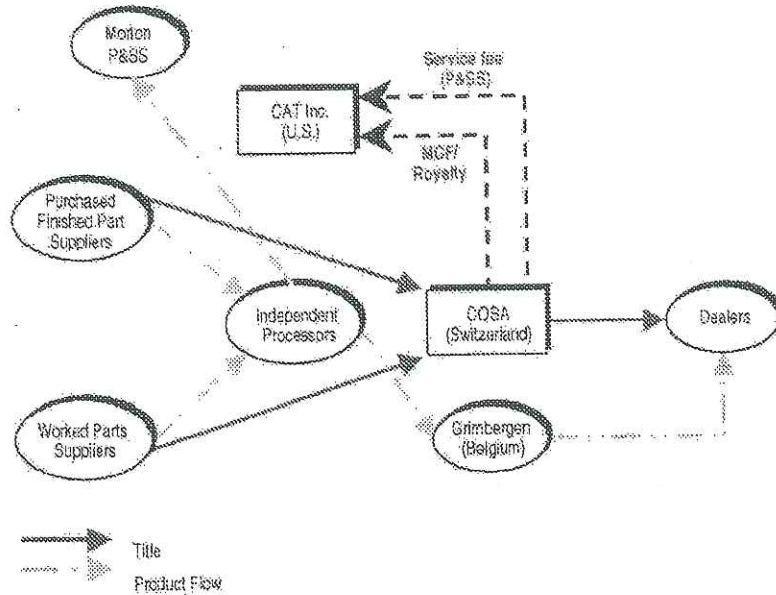 Morton
P&SS
Service fee
(P&SS)
CAT Inc.
(U.S.)
MCF/
Royalty
Purchased
Finished Part
Suppliers
Independent
Processors
COSA
(Switzerland)
Dealers
Worked Parts
Suppliers
Grimbergen
(Belgium)
Title
Product Flow